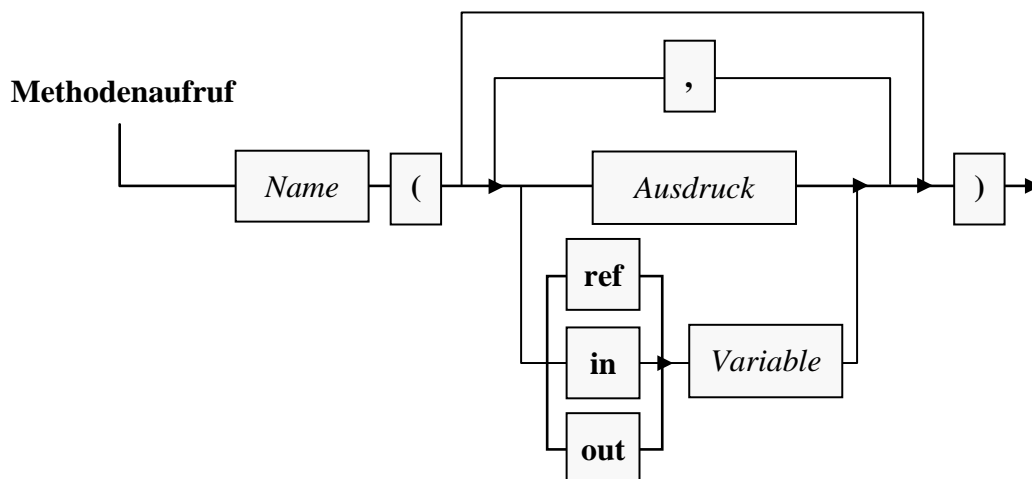 ,
Methodenaufruf
Name ( Ausdruck )
ref
in Variable
out